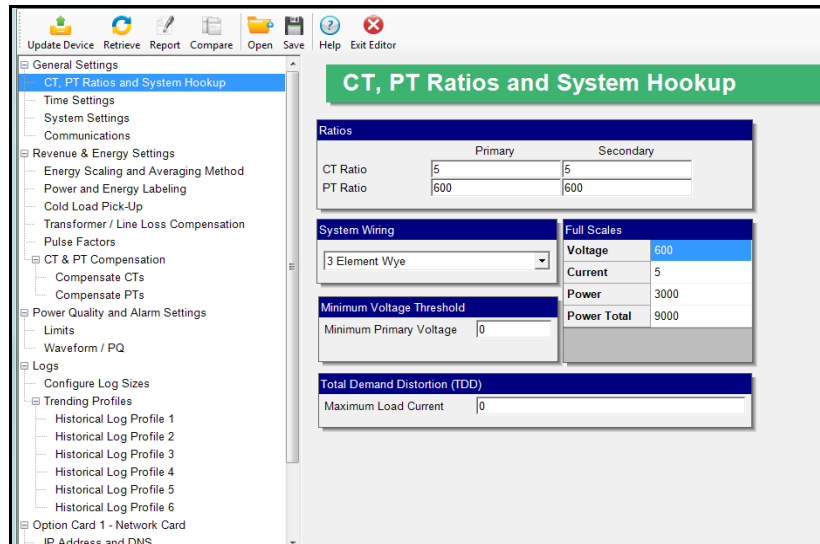 Update Device Retrieve Report Compare Open Save Help Exit Editor
General Settings
CT, PT Ratios and System Hookup
Time Settings
System Settings
Communications
Revenue & Energy Settings
Energy Scaling and Averaging Method
Power and Energy Labeling
Cold Load Pick-Up
Transformer / Line Loss Compensation
Pulse Factors
CT & PT Compensation
Compensate CTs
Compensate PTs
Power Quality and Alarm Settings
Limits
Waveform / PQ
Logs
Configure Log Sizes
Trending Profiles
Historical Log Profile 1
Historical Log Profile 2
Historical Log Profile 3
Historical Log Profile 4
Historical Log Profile 5
Historical Log Profile 6
Option Card 1 - Network Card
IP Address and DNS
CT, PT Ratios and System Hookup
Ratios
Primary Secondary
CT Ratio 5 5
PT Ratio 600 600
System Wiring
3 Element Wye
Full Scales
Voltage 600
Current 5
Power 3000
Power Total 9000
Minimum Voltage Threshold
Minimum Primary Voltage 0
Total Demand Distortion (TDD)
Maximum Load Current 0